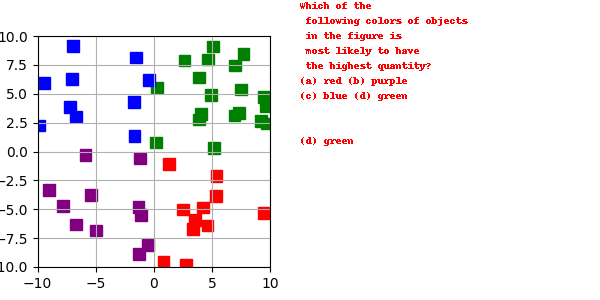 Which of the
following colors of objects
in the figure is
most likely to have
the highest quantity?
(a) red (b) purple
(c) blue (d) green
(d) green
10.0
7.5
5.0
2.5
0.0
−2.5
−5.0
−7.5
−10.0
−10 −5 0 5 10